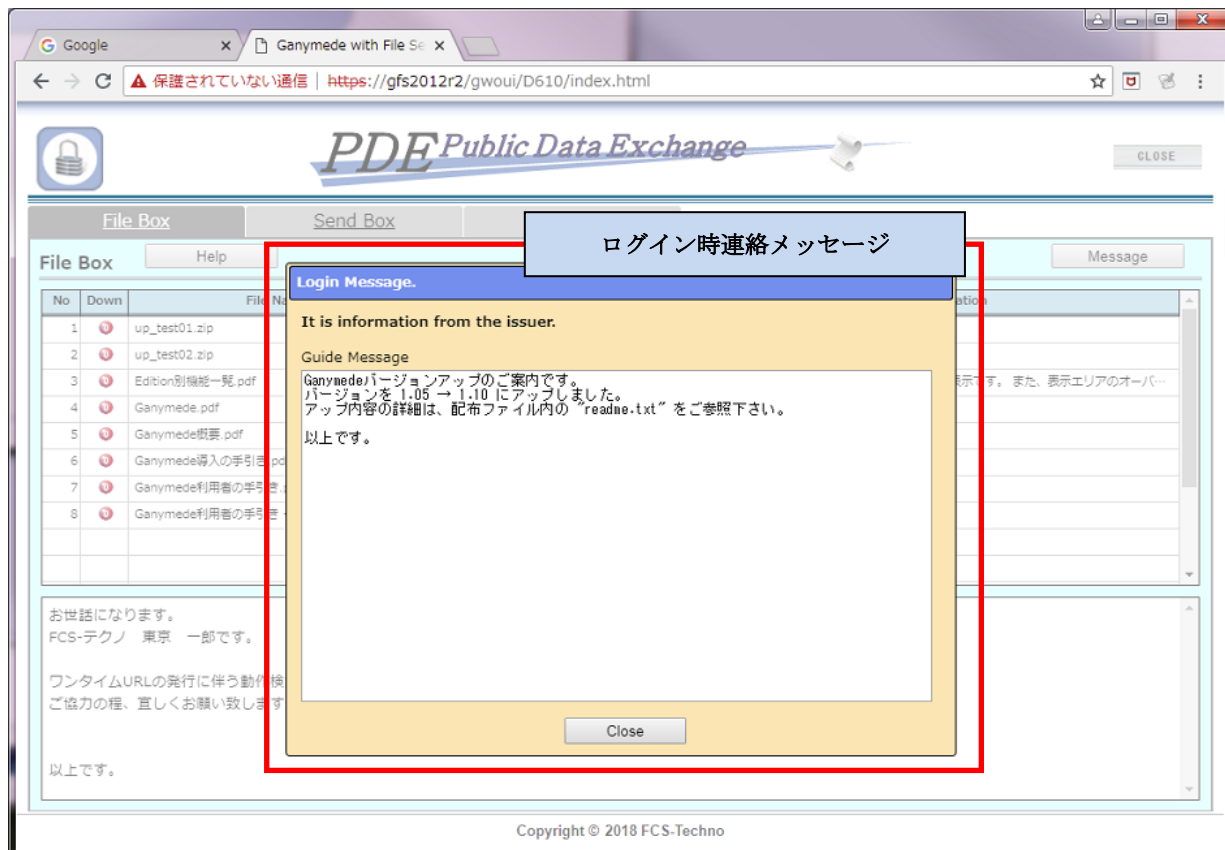 Google
Ganymede with File Se
保護されていない通信 | https://gfs2012r2/gwoui/D610/index.html
PDE Public Data Exchange
CLOSE
File Box
Send Box
ログイン時連絡メッセージ
File Box
Help
Message
No Down File Na ation
1 up_test01.zip
2 up_test02.zip
3 Edition別機能一覧.pdf 表示です。また、表示エリアのオーバ…
4 Ganymede.pdf
5 Ganymede概要.pdf
6 Ganymede導入の手引き.pd
7 Ganymede利用者の手引き.
8 Ganymede利用者の手引き
Login Message.
It is information from the issuer.
Guide Message
Ganymedeバージョンアップのご案内です。
バージョンを 1.05 → 1.10 にアップしました。
アップ内容の詳細は、配布ファイル内の "readme.txt" をご参照下さい。
以上です。
Close
お世話になります。
FCS-テクノ 東京 一郎です。
ワンタイムURLの発行に伴う動作検
ご協力の程、宜しくお願い致します
以上です。
Copyright © 2018 FCS-Techno